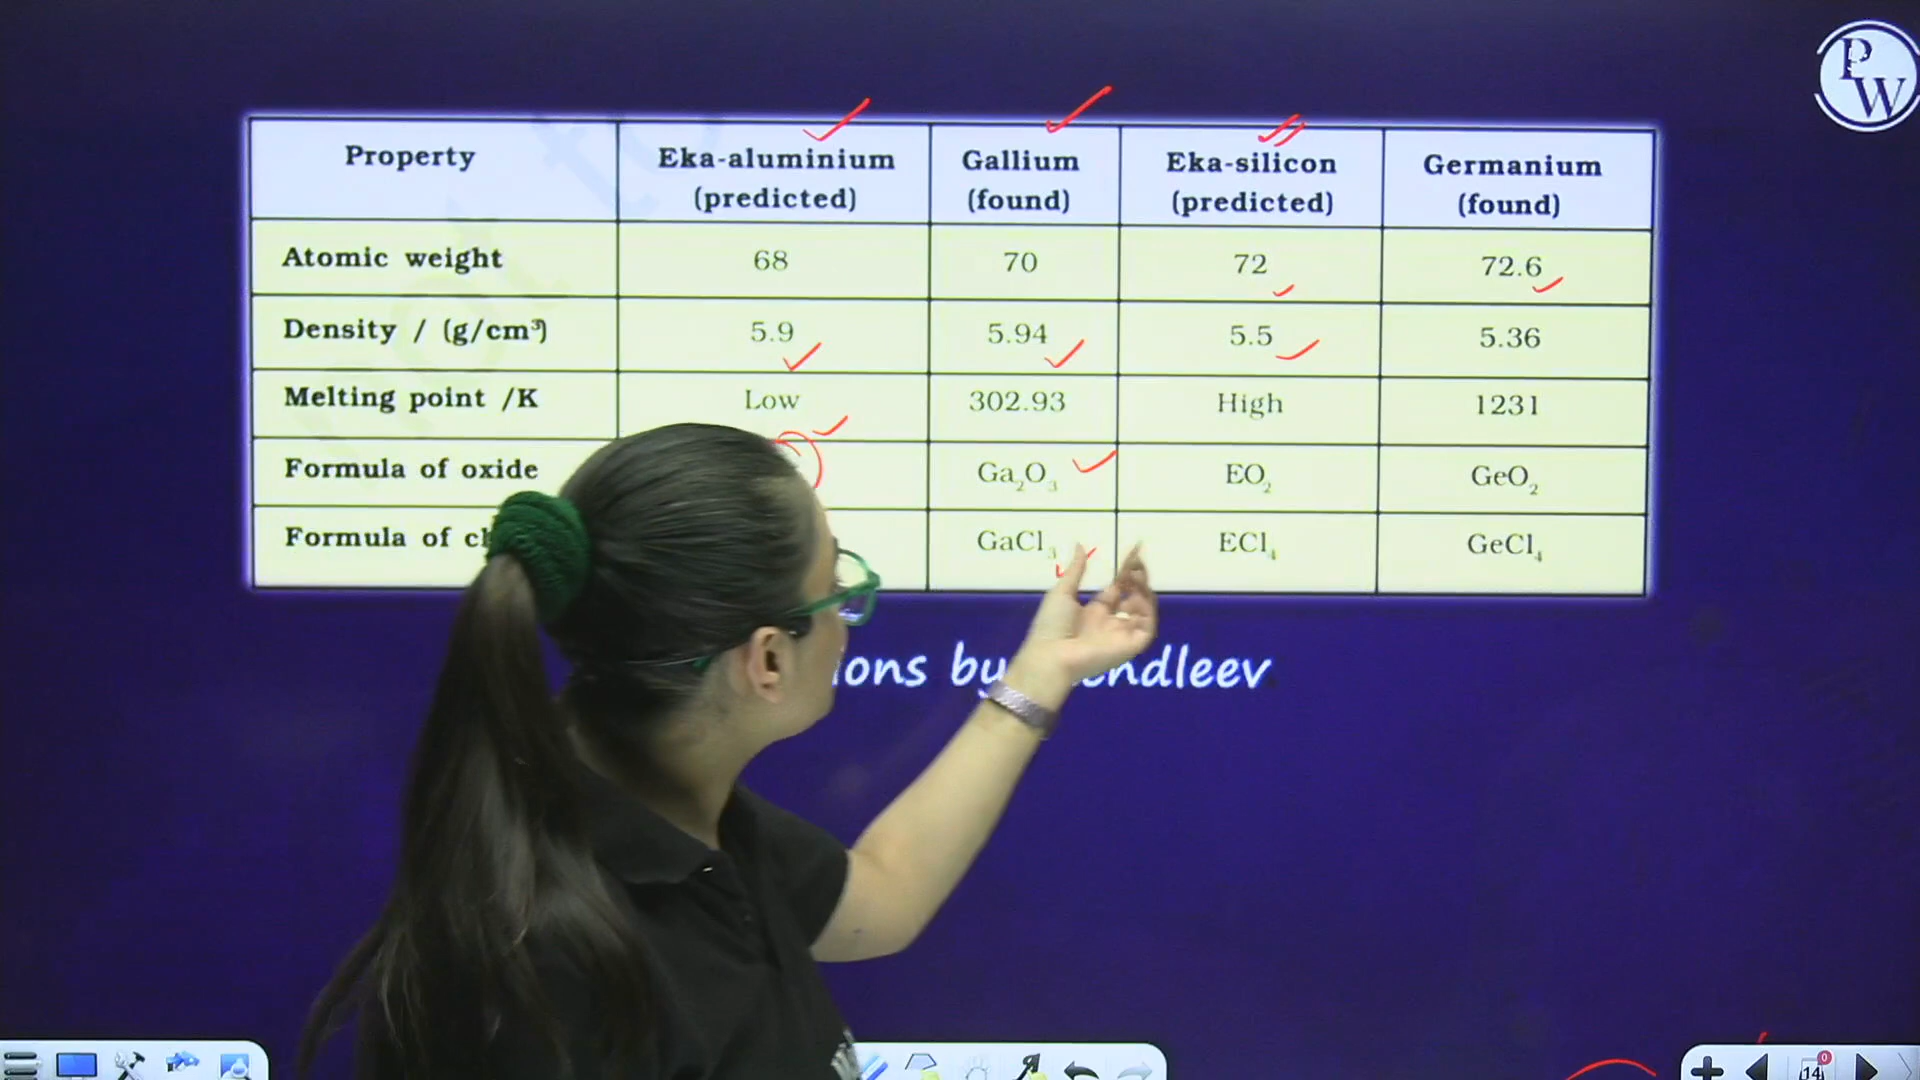 PW
Property Eka-aluminium (predicted) Gallium (found) Eka-silicon (predicted) Germanium (found)
Atomic weight 68 70 72 72.6
Density / (g/cm³) 5.9 5.94 5.5 5.36
Melting point /K Low 302.93 High 1231
Formula of oxide Ga₂O₃ EO₂ GeO₂
Formula of GaCl₃ ECl₄ GeCl₄
by
14
0